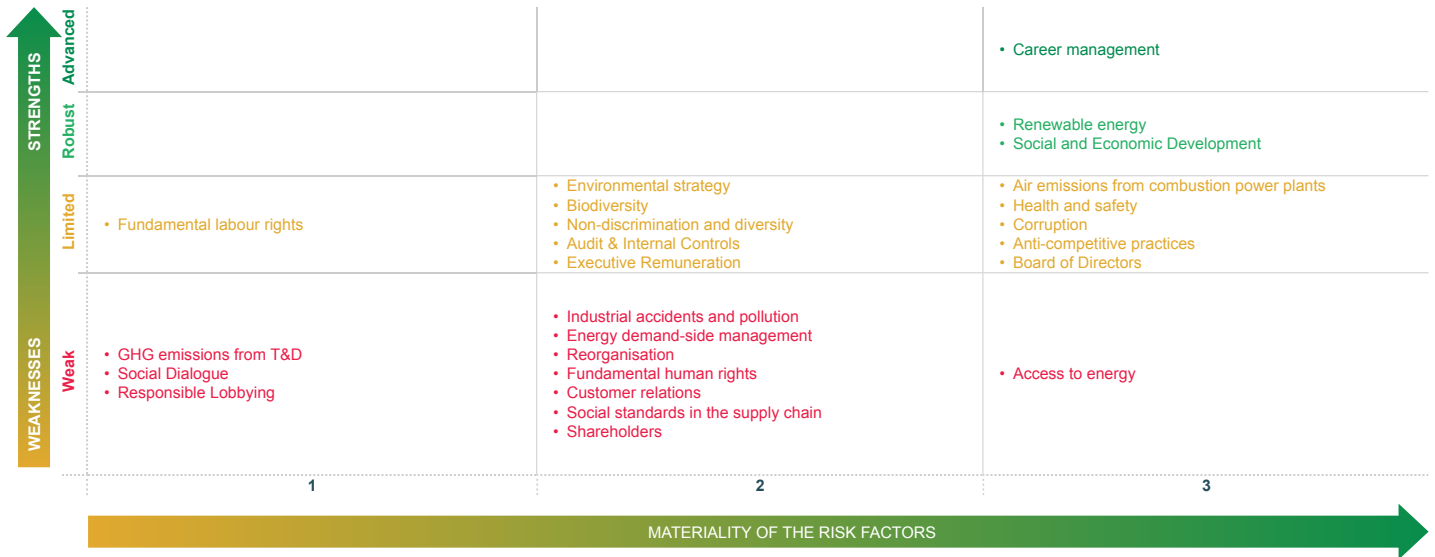 STRENGTHS
WEAKNESSES
Advanced
• Career management
Robust
• Renewable energy
• Social and Economic Development
Limited
• Fundamental labour rights
• Environmental strategy
• Biodiversity
• Non-discrimination and diversity
• Audit & Internal Controls
• Executive Remuneration
• Air emissions from combustion power plants
• Health and safety
• Corruption
• Anti-competitive practices
• Board of Directors
Weak
• GHG emissions from T&D
• Social Dialogue
• Responsible Lobbying
• Industrial accidents and pollution
• Energy demand-side management
• Reorganisation
• Fundamental human rights
• Customer relations
• Social standards in the supply chain
• Shareholders
• Access to energy
1
2
3
MATERIALITY OF THE RISK FACTORS